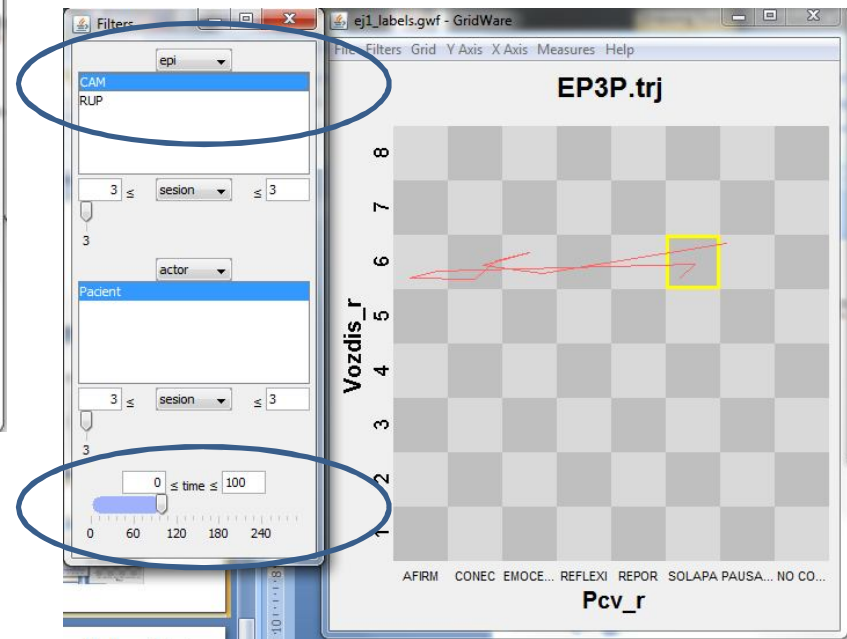 Filters
epi
CAM
RUP
3 ≤ sesion ≤ 3
3
actor
Pacient
3 ≤ sesion ≤ 3
3
0 ≤ time ≤ 100
0 60 120 180 240
ej1_labels.gwf - GridWare
File Filters Grid Y Axis X Axis Measures Help
EP3P.trj
8
7
6
5
4
3
2
1
Vozdis_r
AFIRM CONEC EMOCE... REFLEXI REPOR SOLAPA PAUSA... NO CO...
Pcv_r